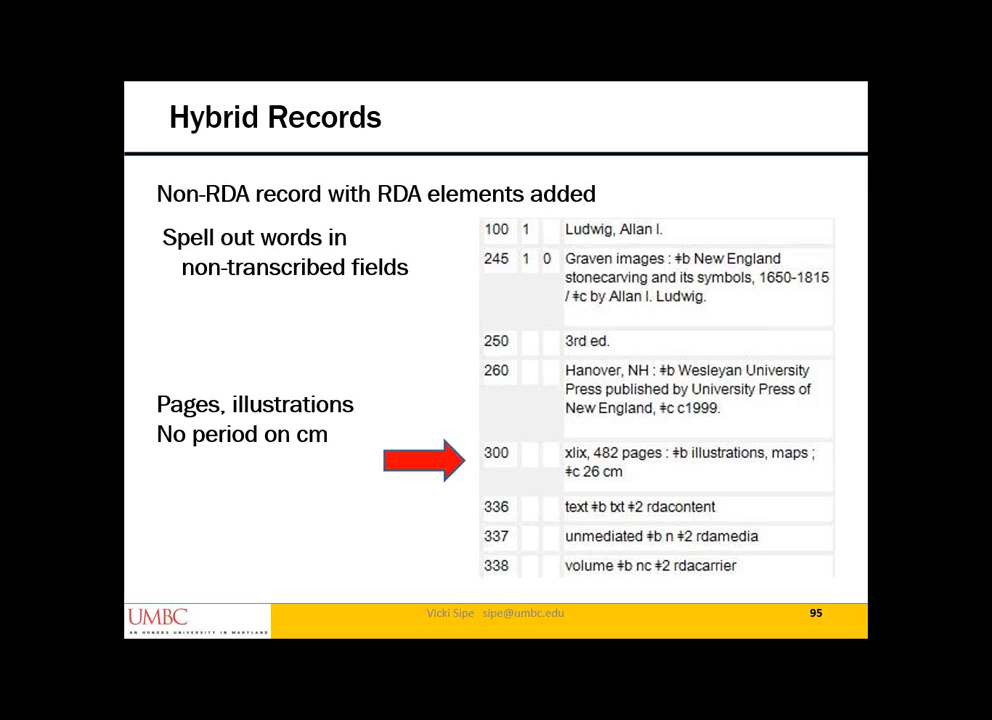 Hybrid Records
Non-RDA record with RDA elements added
Spell out words in
non-transcribed fields
Pages, illustrations
No period on cm
100 1 Ludwig, Allan I.
245 1 0 Graven images : ǂb New England
stonecarving and its symbols, 1650-1815
/ ǂc by Allan I. Ludwig.
250 3rd ed.
260 Hanover, NH : ǂb Wesleyan University
Press published by University Press of
New England, ǂc c1999.
300 xlix, 482 pages : ǂb illustrations, maps ;
ǂc 26 cm
336 text ǂb txt ǂ2 rdacontent
337 unmediated ǂb n ǂ2 rdamedia
338 volume ǂb nc ǂ2 rdacarrier
UMBC
AN HONORS UNIVERSITY IN MARYLAND
Vicki Sipe sipe@umbc.edu
95